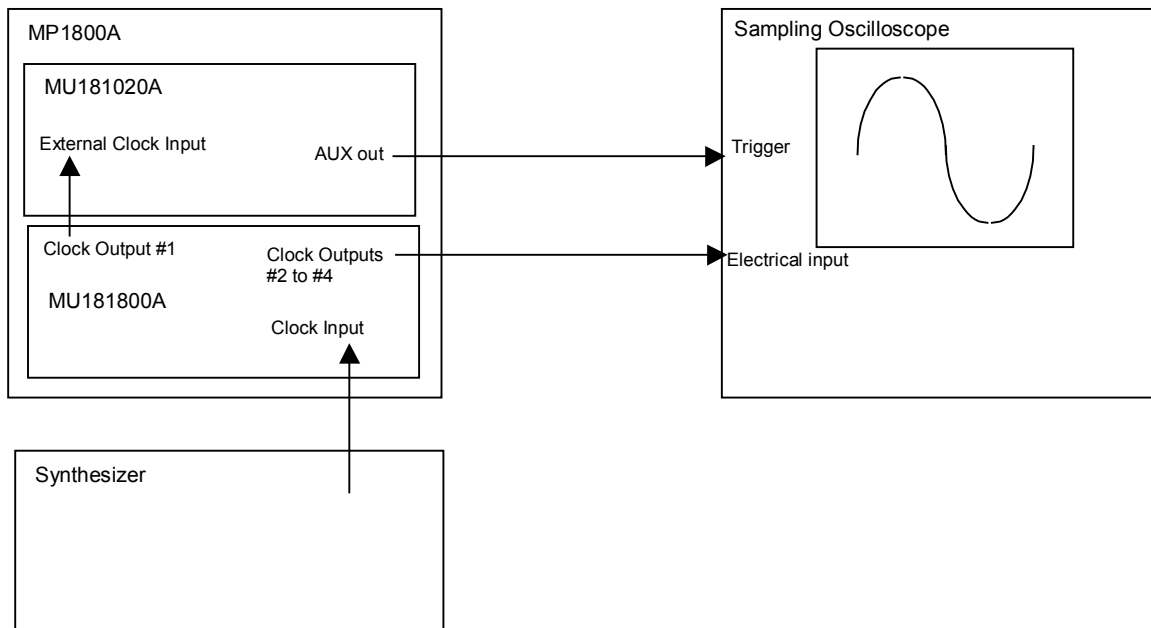 MP1800A
MU181020A
External Clock Input
AUX out
Clock Output #1
Clock Outputs
#2 to #4
MU181800A
Clock Input
Synthesizer
Sampling Oscilloscope
Trigger
Electrical input